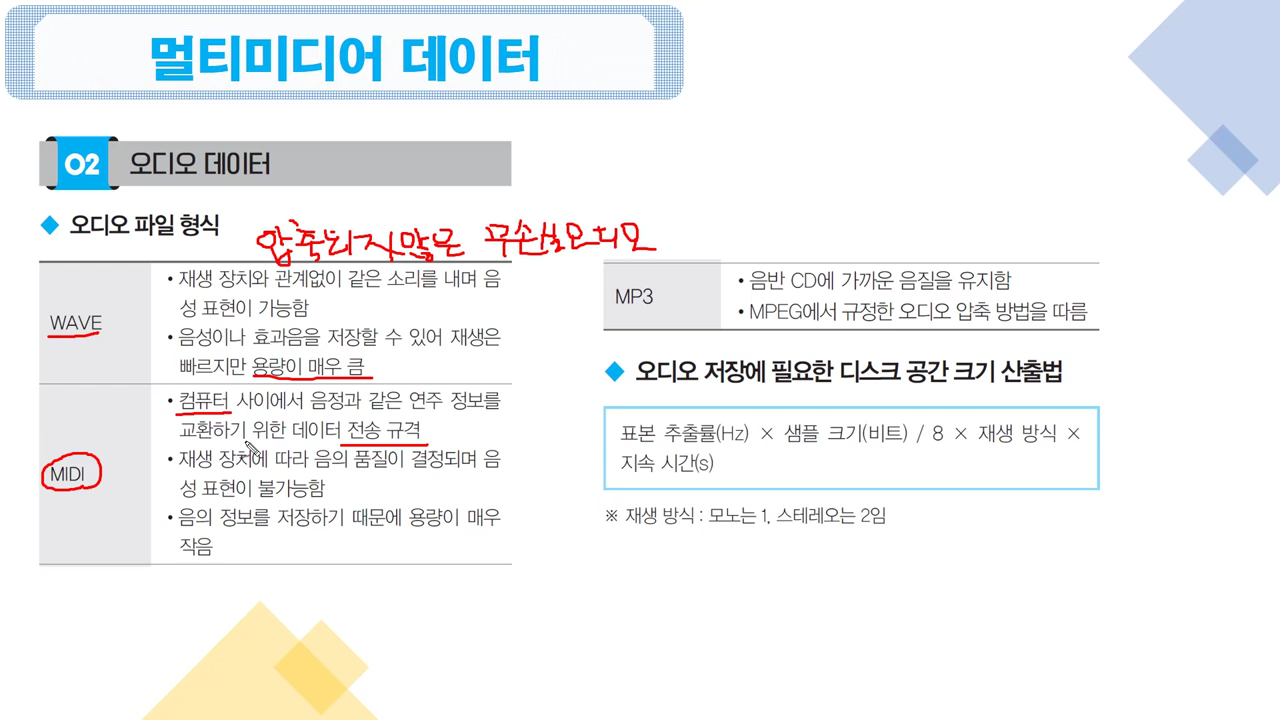 멀티미디어 데이터
02 오디오 데이터
◆ 오디오 파일 형식
압축되지않은 무손실오디오
WAVE
• 재생 장치와 관계없이 같은 소리를 내며 음
성 표현이 가능함
• 음성이나 효과음을 저장할 수 있어 재생은
빠르지만 용량이 매우 큼
MIDI
• 컴퓨터 사이에서 음정과 같은 연주 정보를
교환하기 위한 데이터 전송 규격
• 재생 장치에 따라 음의 품질이 결정되며 음
성 표현이 불가능함
• 음의 정보를 저장하기 때문에 용량이 매우
작음
MP3
• 음반 CD에 가까운 음질을 유지함
• MPEG에서 규정한 오디오 압축 방법을 따름
◆ 오디오 저장에 필요한 디스크 공간 크기 산출법
표본 추출률(Hz) × 샘플 크기(비트) / 8 × 재생 방식 ×
지속 시간(s)
※ 재생 방식 : 모노는 1, 스테레오는 2임